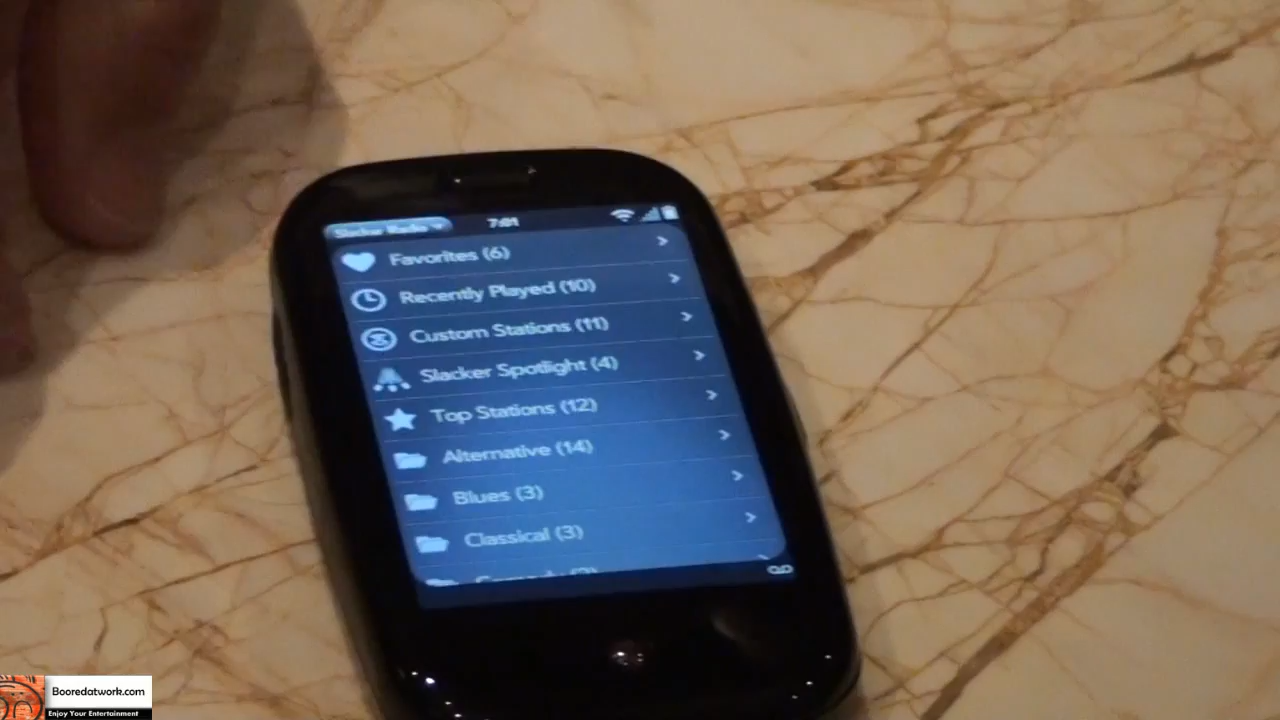 Slacker Radio
7:01
Favorites (6)
Recently Played (10)
Custom Stations (11)
Slacker Spotlight (4)
Top Stations (12)
Alternative (14)
Blues (3)
Classical (3)
Booredatwork.com
Enjoy Your Entertainment